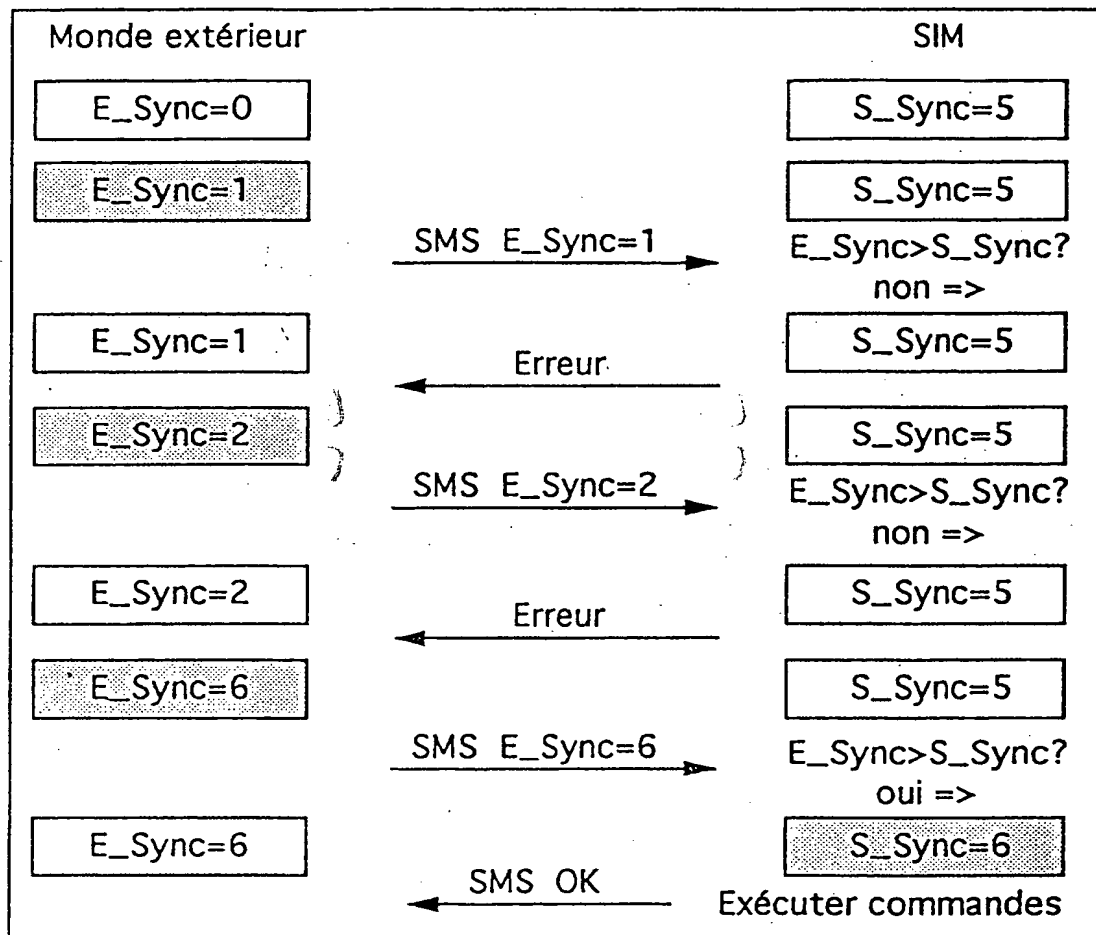 Monde extérieur SIM
E_Sync=0 S_Sync=5
E_Sync=1 S_Sync=5
SMS E_Sync=1 E_Sync>S_Sync?
non =>
E_Sync=1 S_Sync=5
Erreur
E_Sync=2 S_Sync=5
SMS E_Sync=2 E_Sync>S_Sync?
non =>
E_Sync=2 S_Sync=5
Erreur
E_Sync=6 S_Sync=5
SMS E_Sync=6 E_Sync>S_Sync?
oui =>
E_Sync=6 S_Sync=6
SMS OK Exécuter commandes